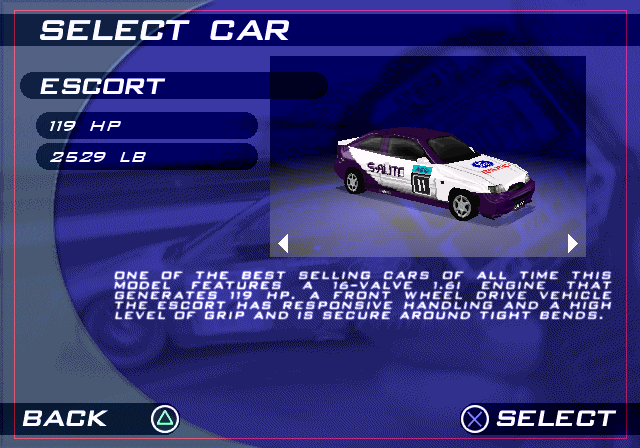 SELECT CAR
ESCORT
119 HP
2529 LB
11
ONE OF THE BEST SELLING CARS OF ALL TIME THIS
MODEL FEATURES A 16-VALVE 1.6I ENGINE THAT
GENERATES 119 HP. A FRONT WHEEL DRIVE VEHICLE
THE ESCORT HAS RESPONSIVE HANDLING AND A HIGH
LEVEL OF GRIP AND IS SECURE AROUND TIGHT BENDS.
BACK
SELECT